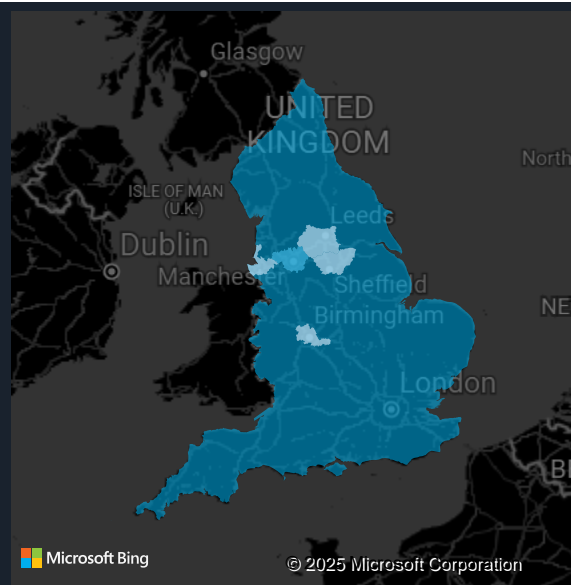 Glasgow
UNITED
KINGDOM
North
ISLE OF MAN
(U.K.)
Leeds
Dublin
Manchester
Sheffield
NE
Birmingham
London
B
Microsoft Bing
© 2025 Microsoft Corporation